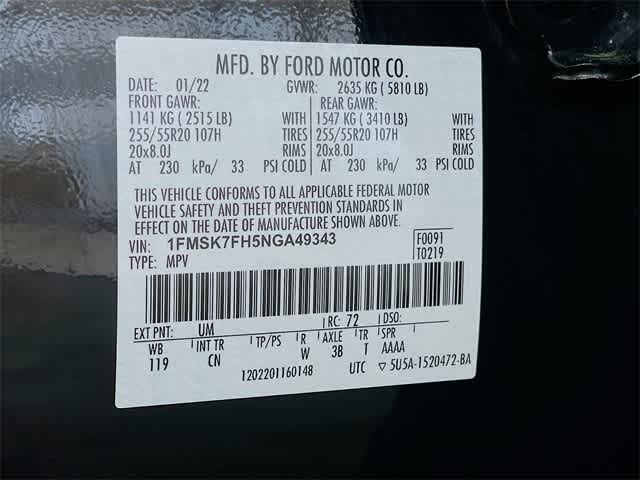 MFD. BY FORD MOTOR CO.
DATE: 01/22 GVWR: 2635 KG ( 5810 LB)
FRONT GAWR: REAR GAWR:
1141 KG ( 2515 LB) WITH 1547 KG ( 3410 LB) WITH
255/55R20 107H TIRES 255/55R20 107H TIRES
20x8.0J RIMS 20x8.0J RIMS
AT 230 kPa/ 33 PSI COLD AT 230 kPa/ 33 PSI COLD
THIS VEHICLE CONFORMS TO ALL APPLICABLE FEDERAL MOTOR
VEHICLE SAFETY AND THEFT PREVENTION STANDARDS IN
EFFECT ON THE DATE OF MANUFACTURE SHOWN ABOVE.
VIN: 1FMSK7FH5NGA49343 F0091
TYPE: MPV T0219
EXT PNT: UM RC: 72 DSO:
WB INT TR TP/PS R AXLE TR SPR
119 CN W 3B T AAAA
1202201160148 UTC ▽ 5U5A-1520472-BA